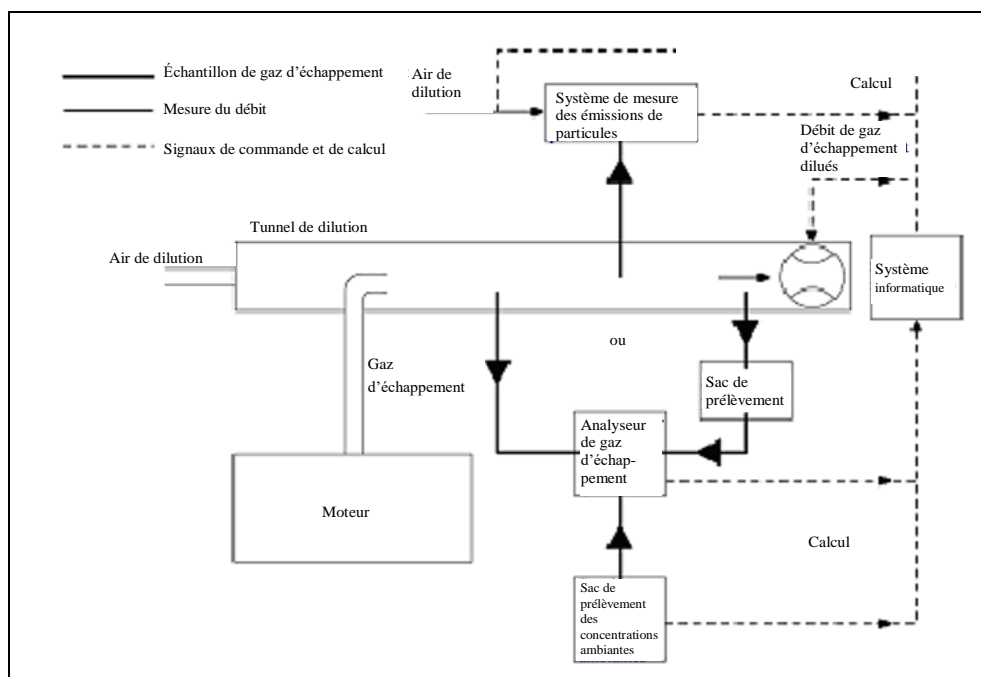 Échantillon de gaz d'échappement
Mesure du débit
Signaux de commande et de calcul
Air de
dilution
Système de mesure
des émissions de
particules
Calcul
Débit de gaz
d'échappement
dilués
Tunnel de dilution
Air de dilution
Système
informatique
ou
Gaz
d'échappement
Sac de
prélèvement
Analyseur
de gaz
d'échap-
pement
Moteur
Calcul
Sac de
prélèvement
des
concentrations
ambiantes